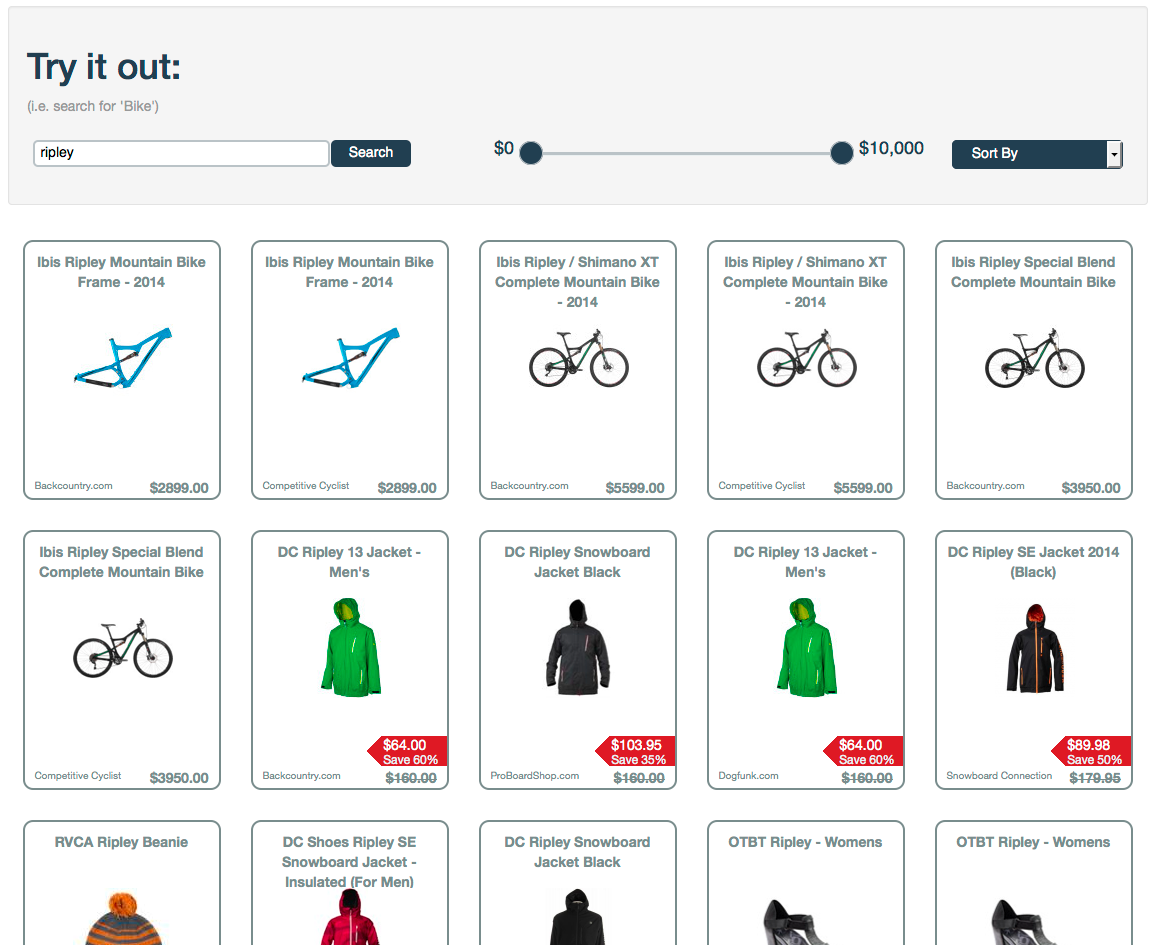 Try it out:
(i.e. search for 'Bike')
ripley
Search
$0
$10,000
Sort By
Ibis Ripley Mountain Bike
Frame - 2014
Backcountry.com
$2899.00
Ibis Ripley Mountain Bike
Frame - 2014
Competitive Cyclist
$2899.00
Ibis Ripley / Shimano XT
Complete Mountain Bike
- 2014
Backcountry.com
$5599.00
Ibis Ripley / Shimano XT
Complete Mountain Bike
- 2014
Competitive Cyclist
$5599.00
Ibis Ripley Special Blend
Complete Mountain Bike
Backcountry.com
$3950.00
Ibis Ripley Special Blend
Complete Mountain Bike
Competitive Cyclist
$3950.00
DC Ripley 13 Jacket -
Men's
$64.00
Save 60%
Backcountry.com
$160.00
DC Ripley Snowboard
Jacket Black
$103.95
Save 35%
ProBoardShop.com
$160.00
DC Ripley 13 Jacket -
Men's
$64.00
Save 60%
Dogfunk.com
$160.00
DC Ripley SE Jacket 2014
(Black)
$89.98
Save 50%
Snowboard Connection
$179.95
RVCA Ripley Beanie
DC Shoes Ripley SE
Snowboard Jacket -
Insulated (For Men)
DC Ripley Snowboard
Jacket Black
OTBT Ripley - Womens
OTBT Ripley - Womens